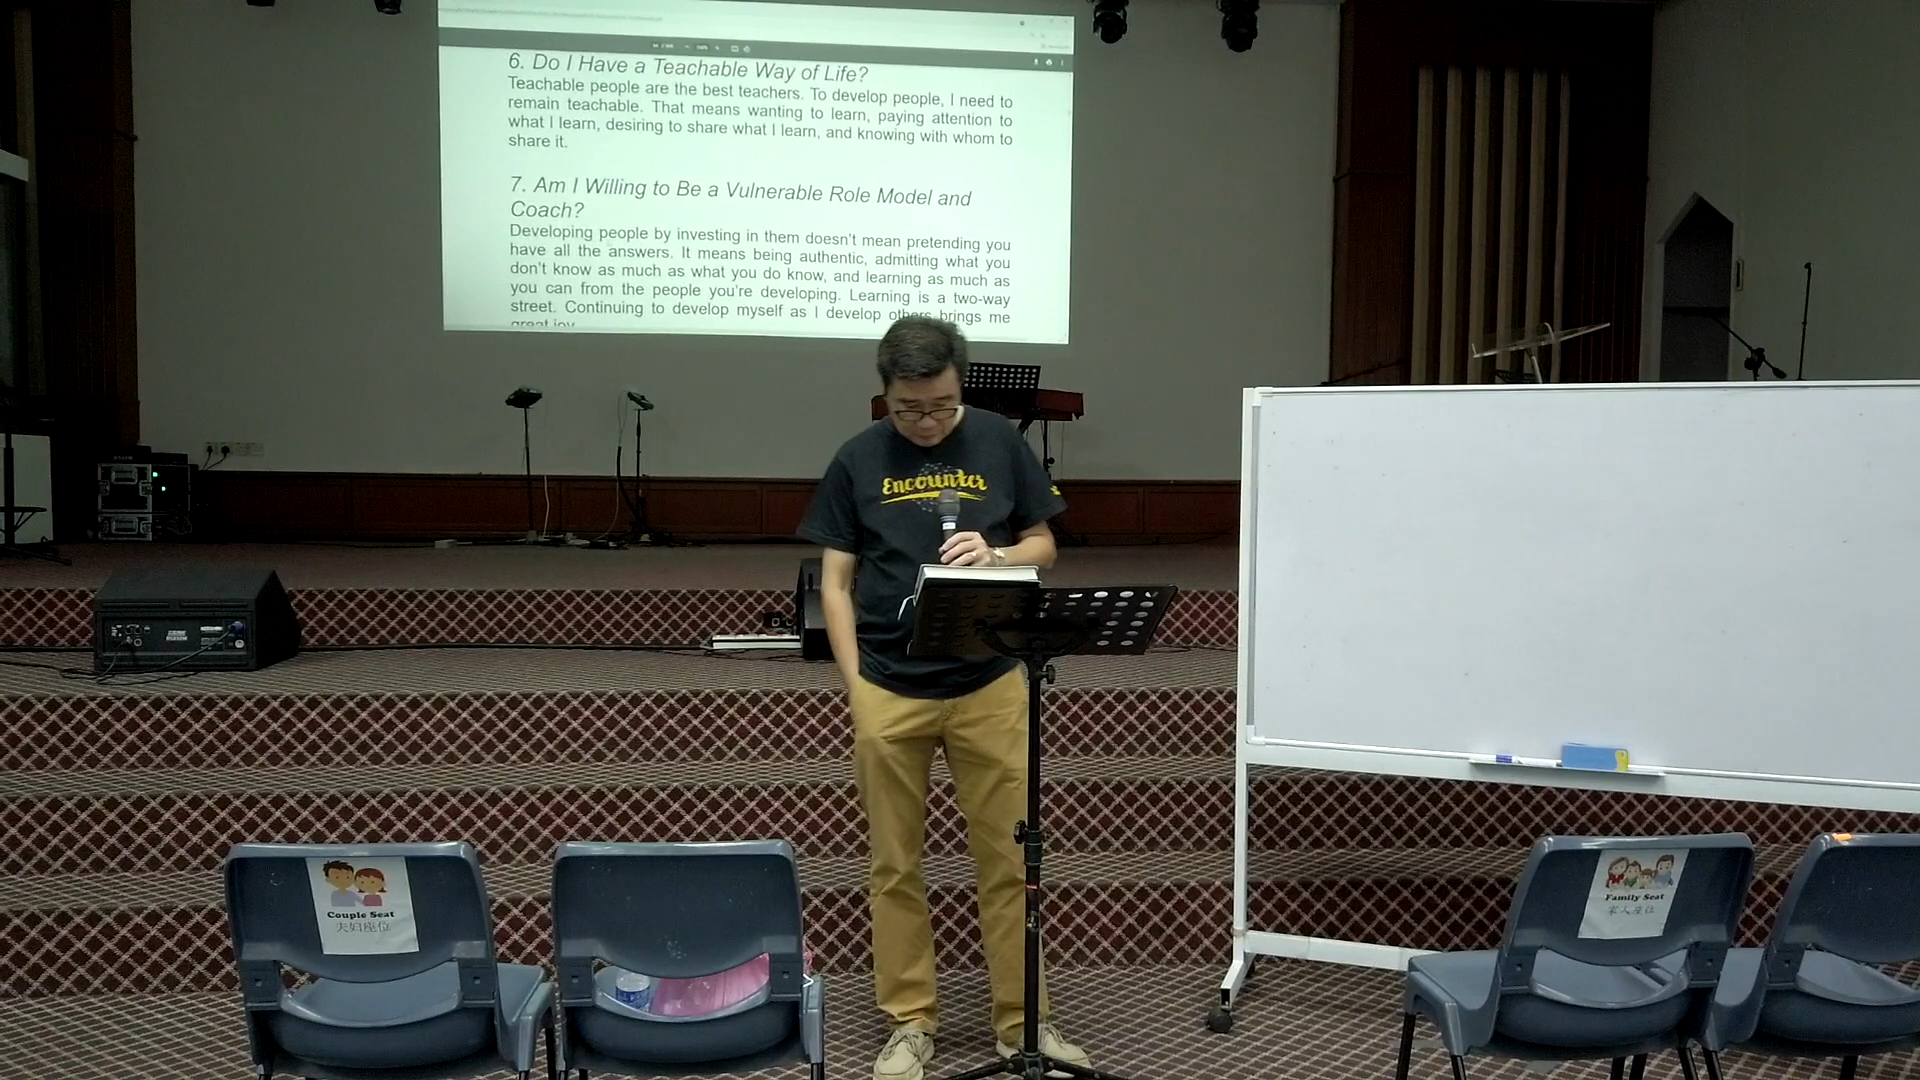 6. Do I Have a Teachable Way of Life?
Teachable people are the best teachers. To develop people, I need to
remain teachable. That means wanting to learn, paying attention to
what I learn, desiring to share what I learn, and knowing with whom to
share it.
7. Am I Willing to Be a Vulnerable Role Model and
Coach?
Developing people by investing in them doesn't mean pretending you
have all the answers. It means being authentic, admitting what you
don't know as much as what you do know, and learning as much as
you can from the people you're developing. Learning is a two-way
street. Continuing to develop myself as I develop others brings me
great joy
Encounter
Couple Seat
夫妇座位
Family Seat
家人座位